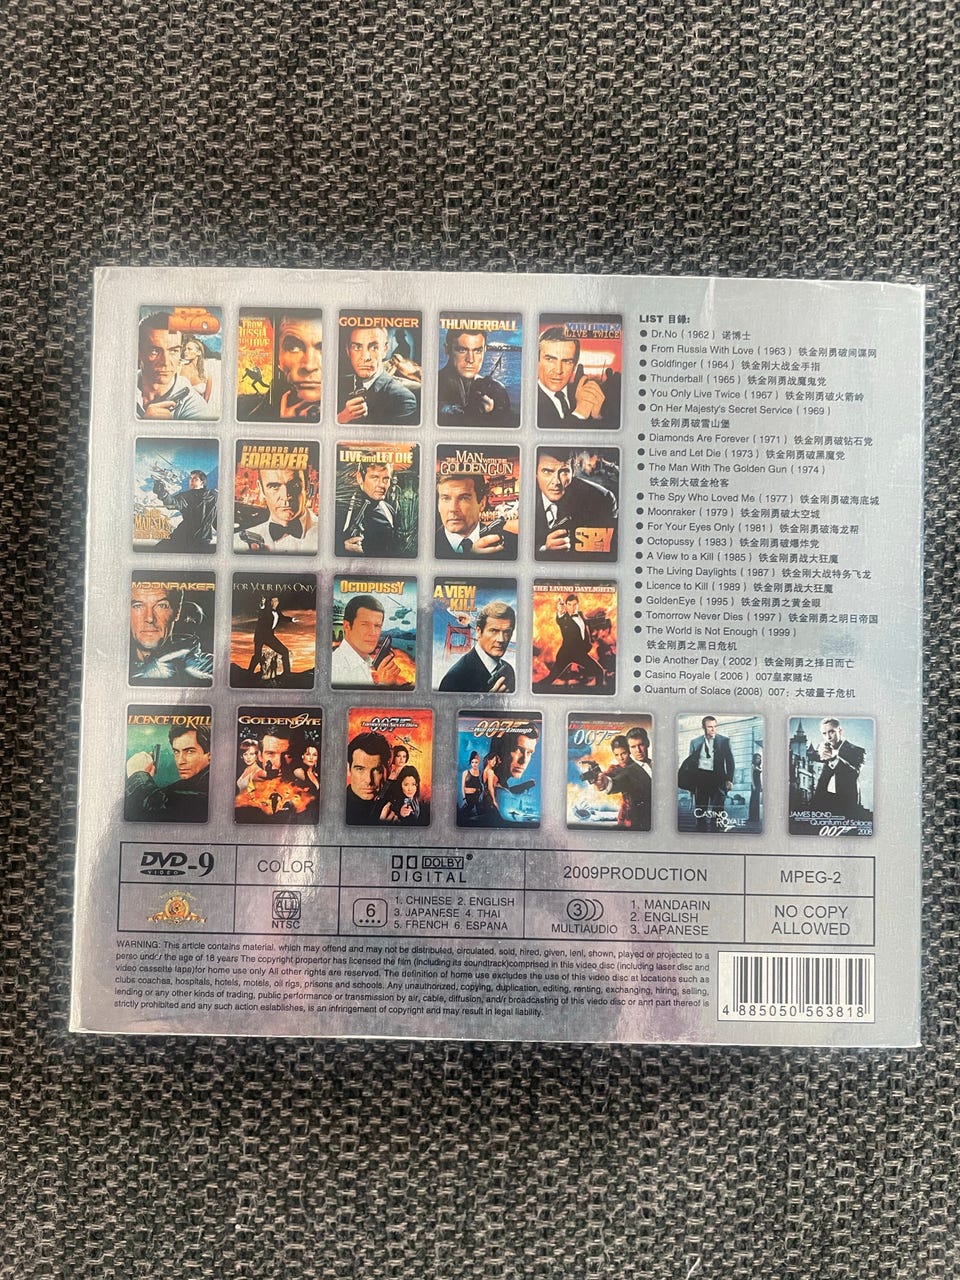 DR. NO
FROM
RUSSIA
WITH LOVE
GOLDFINGER
THUNDERBALL
YOU ONLY
LIVE TWICE
DIAMONDS ARE
FOREVER
LIVE and LET DIE
THE MAN WITH THE
GOLDEN GUN
SPY
MOONRAKER
FOR YOUR EYES ONLY
OCTOPUSSY
A VIEW
KILL
THE LIVING DAYLIGHTS
LICENCE TO KILL
GOLDENEYE
007
Tomorrow Never Dies
007
World Enough
007
CASINO
ROYALE
JAMES BOND
Quantum of Solace
007 2008
LIST 目錄:
● Dr.No ( 1962 ) 诺博士
● From Russia With Love ( 1963 ) 铁金刚勇破间谍网
● Goldfinger ( 1964 ) 铁金刚大战金手指
● Thunderball ( 1965 ) 铁金刚勇战魔鬼党
● You Only Live Twice ( 1967 ) 铁金刚勇破火箭岭
● On Her Majesty's Secret Service ( 1969 )
铁金刚勇破雪山堡
● Diamonds Are Forever ( 1971 ) 铁金刚勇破钻石党
● Live and Let Die ( 1973 ) 铁金刚勇破黑魔党
● The Man With The Golden Gun ( 1974 )
铁金刚大破金枪客
● The Spy Who Loved Me ( 1977 ) 铁金刚勇破海底城
● Moonraker ( 1979 ) 铁金刚勇破太空城
● For Your Eyes Only ( 1981 ) 铁金刚勇破海龙帮
● Octopussy ( 1983 ) 铁金刚勇破爆炸党
● A View to a Kill ( 1985 ) 铁金刚勇战大狂魔
● The Living Daylights ( 1987 ) 铁金刚大战特务飞龙
● Licence to Kill ( 1989 ) 铁金刚勇战大狂魔
● GoldenEye ( 1995 ) 铁金刚勇之黄金眼
● Tomorrow Never Dies ( 1997 ) 铁金刚勇之明日帝国
● The World is Not Enough ( 1999 )
铁金刚勇之黑日危机
● Die Another Day ( 2002 ) 铁金刚勇之择日而亡
● Casino Royale ( 2006 ) 007皇家赌场
● Quantum of Solace (2008) 007：大破量子危机
DVD-9
VIDEO
COLOR
DOLBY®
DIGITAL
2009PRODUCTION
MPEG-2
ALL
NTSC
6
1. CHINESE 2. ENGLISH
3. JAPANESE 4. THAI
5. FRENCH 6. ESPANA
3
MULTIAUDIO
1. MANDARIN
2. ENGLISH
3. JAPANESE
NO COPY
ALLOWED
WARNING: This article contains material. which may offend and may not be distributed, circulated, sold, hired, given, lenl, shown, played or projected to a
perso under the age of 18 years The copyright propertor has licensed the film (including its soundtrack)comprised in this video disc (including laser disc and
video cassette lape)for home use only All other rights are reserved. The definition of home use excludes the use of this video disc at locations such as
clubs coaches, hospitals, hotels, motels, oil rigs, prisons and schools. Any unauthorized, copying, duplication, editing, renting, exchanging, hiring, selling,
lending or any other kinds of trading, public performance or transmission by air, cable, diffusion, and/r broadcasting of this viedo disc or anrt part thereof is
strictly prohibited and any such action eslablishes, is an infringement of copyright and may result in legal liability.
4 885050 563818